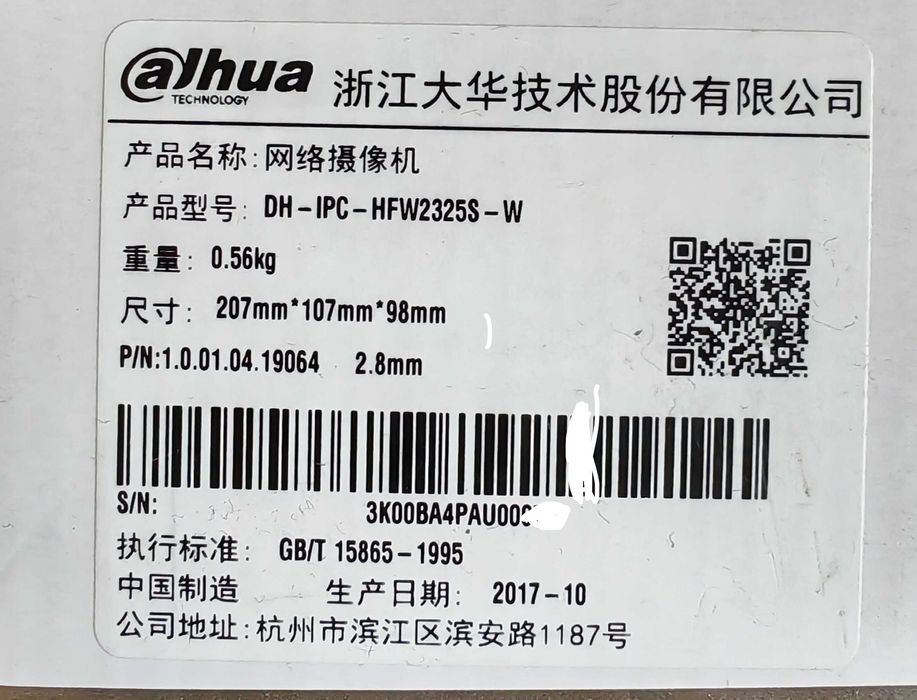 alhua
TECHNOLOGY
浙江大华技术股份有限公司
产品名称:网络摄像机
产品型号: DH-IPC-HFW2325S-W
重量: 0.56kg
尺寸: 207mm*107mm*98mm
P/N:1.0.01.04.19064 2.8mm
S/N: 3K00BA4PAU00
执行标准: GB/T 15865-1995
中国制造 生产日期: 2017-10
公司地址:杭州市滨江区滨安路1187号